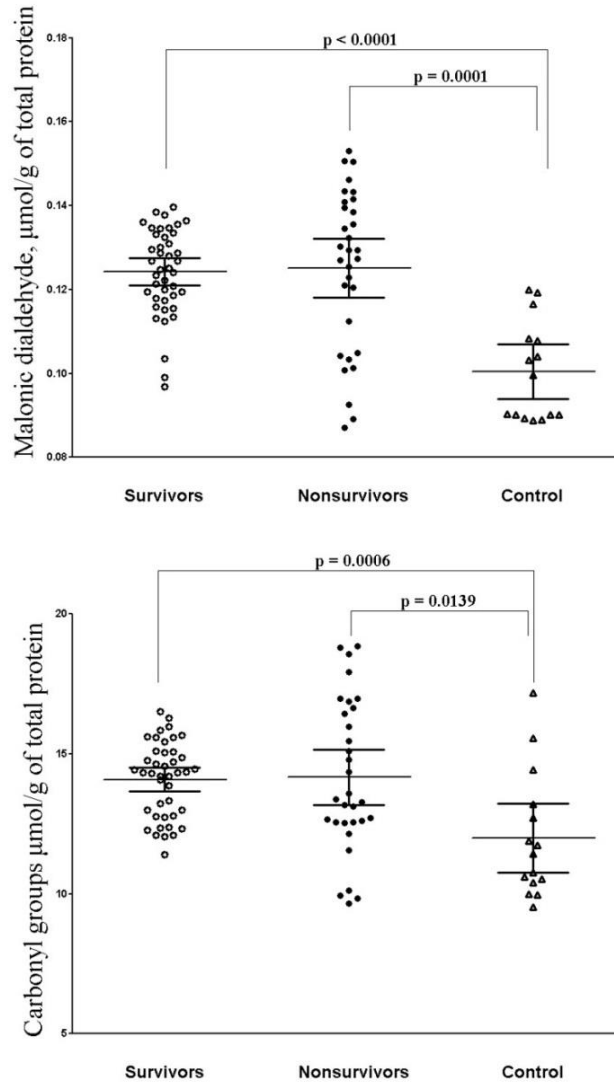 Malonic dialdehyde, µmol/g of total protein
0.18
0.16
0.14
0.12
0.10
0.08
p < 0.0001
p = 0.0001
Survivors Nonsurvivors Control
Carbonyl groups µmol/g of total protein
20
15
10
5
p = 0.0006
p = 0.0139
Survivors Nonsurvivors Control